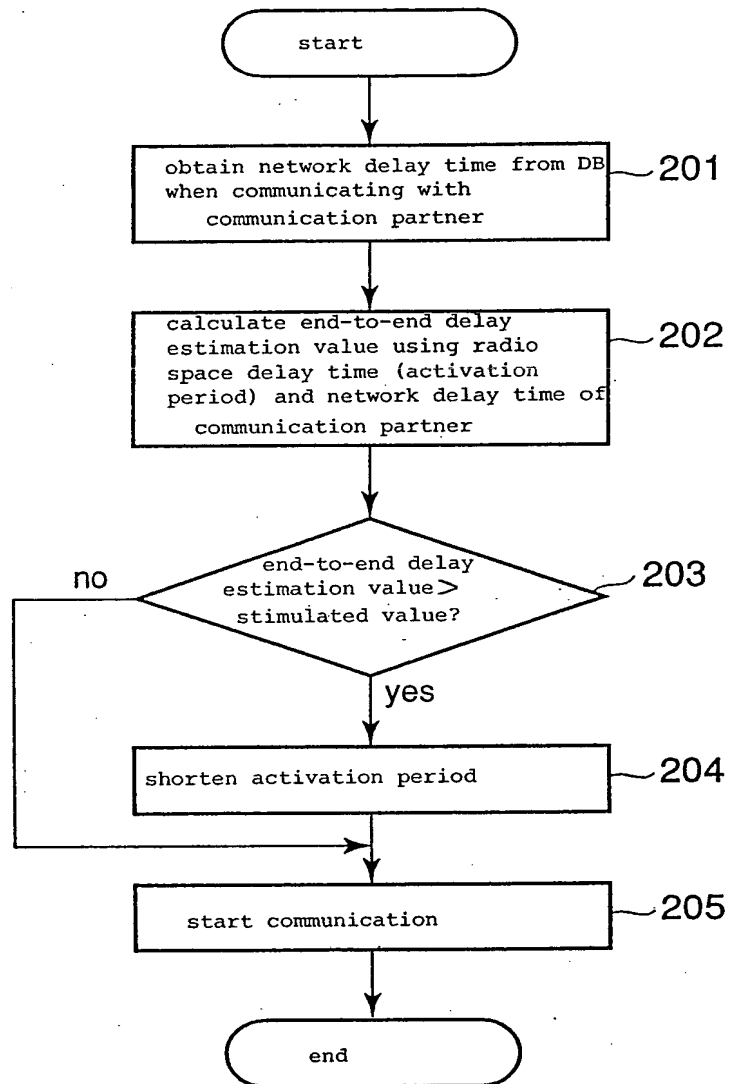 start
obtain network delay time from DB
when communicating with
communication partner
201
calculate end-to-end delay
estimation value using radio
space delay time (activation
period) and network delay time of
communication partner
202
end-to-end delay
estimation value>
stimulated value?
203
no
yes
shorten activation period
204
start communication
205
end